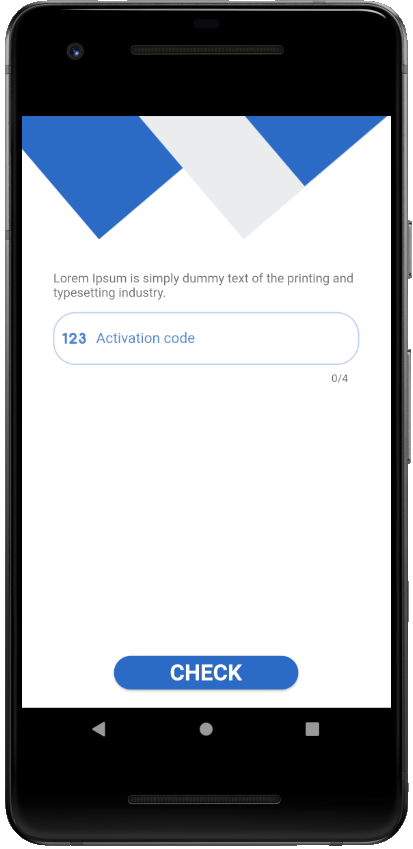 Lorem Ipsum is simply dummy text of the printing and
typesetting industry.
123 Activation code
0/4
CHECK